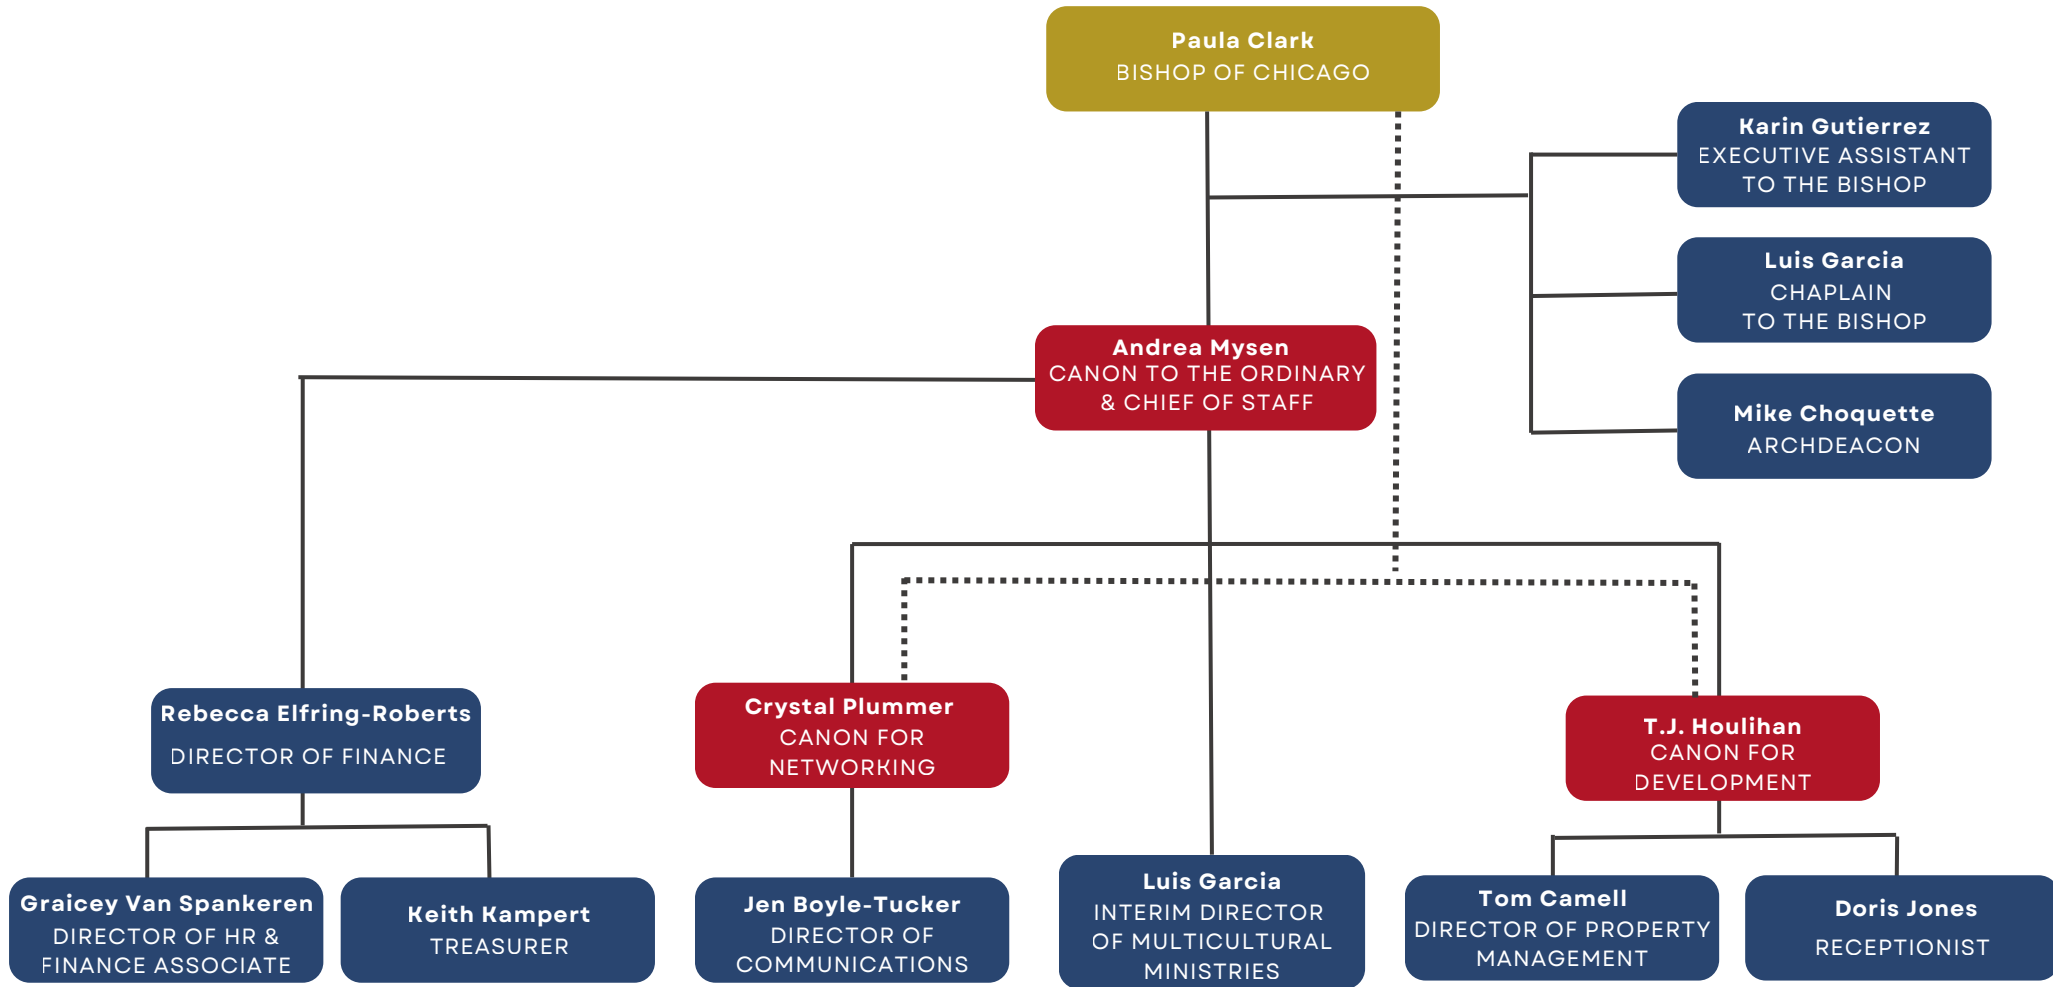 Paula Clark
BISHOP OF CHICAGO
Karin Gutierrez
EXECUTIVE ASSISTANT
TO THE BISHOP
Luis Garcia
CHAPLAIN
TO THE BISHOP
Mike Choquette
ARCHDEACON
Andrea Mysen
CANON TO THE ORDINARY
& CHIEF OF STAFF
Rebecca Elfring-Roberts
DIRECTOR OF FINANCE
Crystal Plummer
CANON FOR
NETWORKING
T.J. Houlihan
CANON FOR
DEVELOPMENT
Graicey Van Spankeren
DIRECTOR OF HR &
FINANCE ASSOCIATE
Keith Kampert
TREASURER
Jen Boyle-Tucker
DIRECTOR OF
COMMUNICATIONS
Luis Garcia
INTERIM DIRECTOR
OF MULTICULTURAL
MINISTRIES
Tom Camell
DIRECTOR OF PROPERTY
MANAGEMENT
Doris Jones
RECEPTIONIST